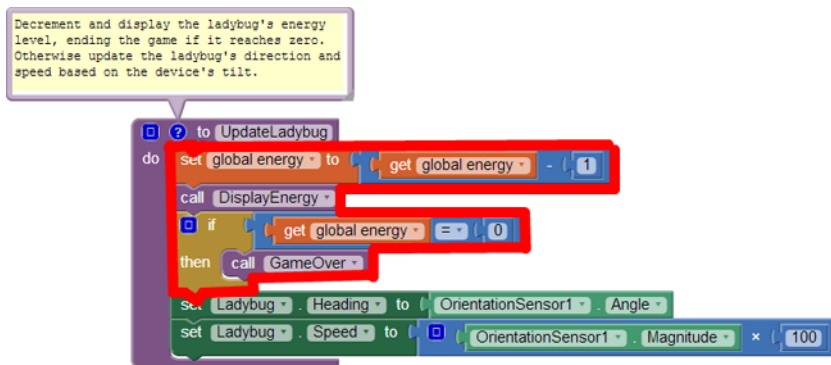 Decrement and display the ladybug's energy
level, ending the game if it reaches zero.
Otherwise update the ladybug's direction and
speed based on the device's tilt.
? to UpdateLadybug
do set global energy to get global energy - 1
call DisplayEnergy
if get global energy = 0
then call GameOver
set Ladybug . Heading to OrientationSensor1 . Angle
set Ladybug . Speed to OrientationSensor1 . Magnitude × 100